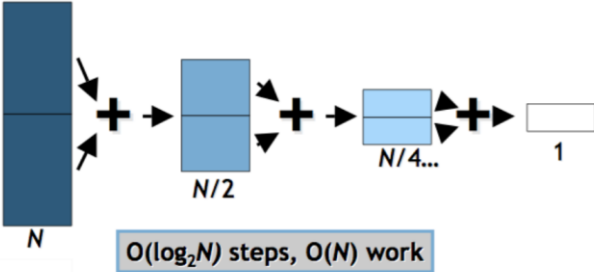 + + +
N/4... 1
N/2
N
O(log₂N) steps, O(N) work